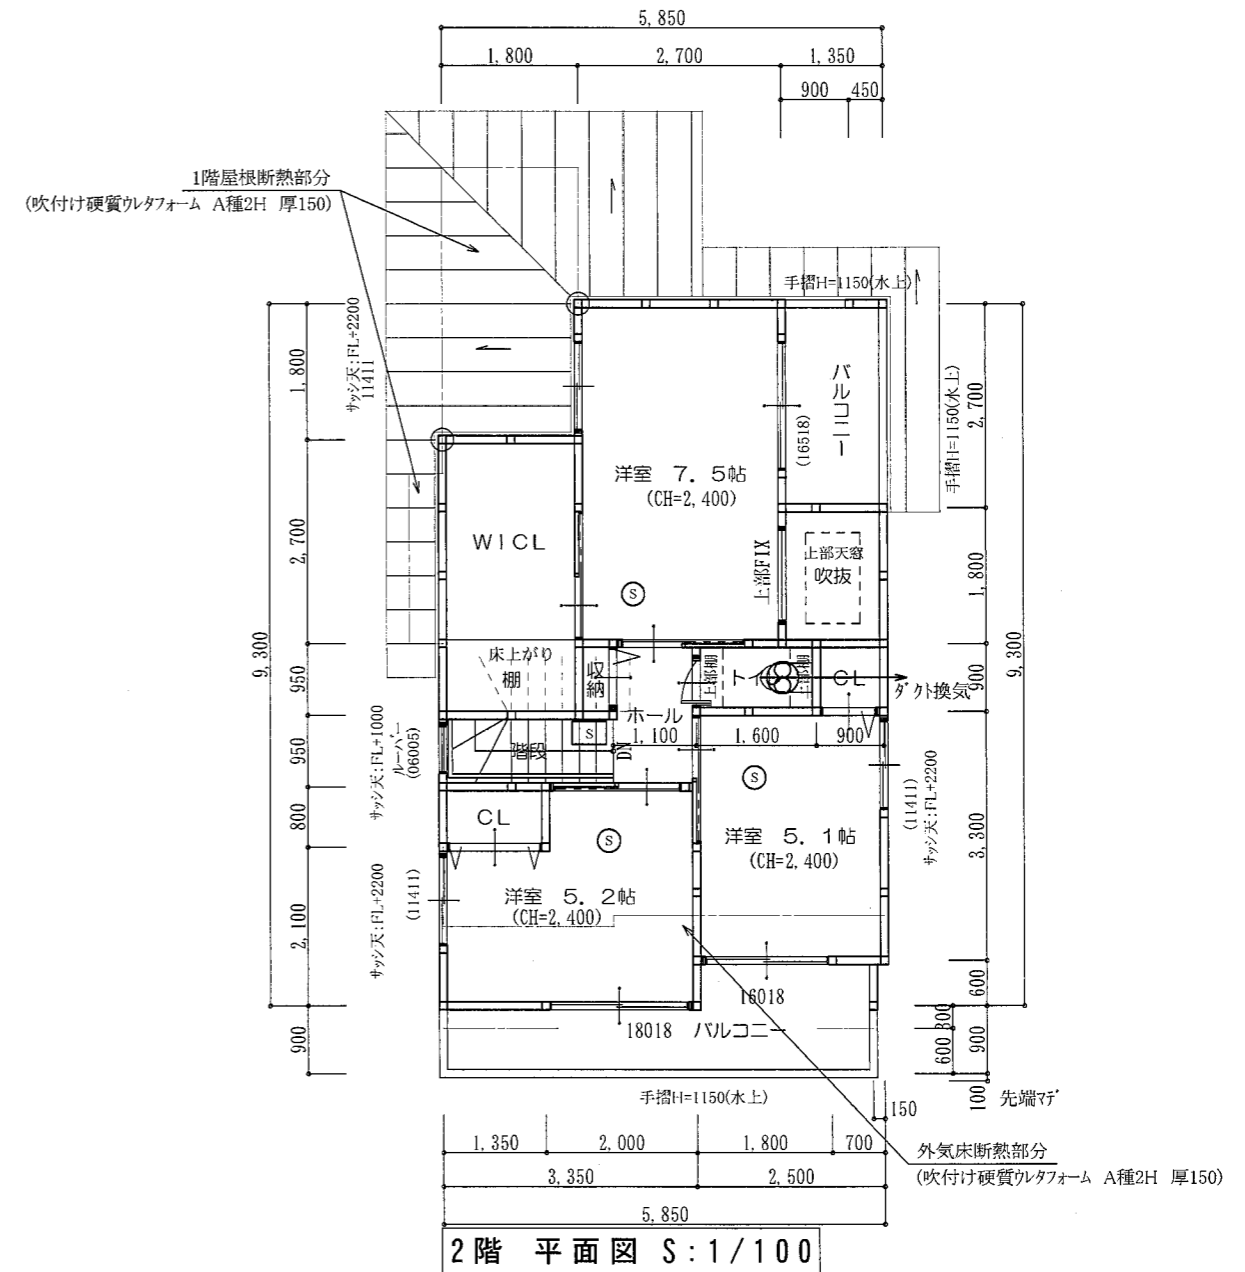 5,850
1,800
2,700
1,350
900
450
1階屋根断熱部分
(吹付け硬質ウレタフォーム A種2H 厚150)
手摺H=1150(水上)
サッシ天:FL+2200
11411
1,800
9,300
2,700
950
950
800
2,100
900
バルコニー
(16518)
手摺H=1150(水上)
2,700
洋室 7.5帖
(CH=2,400)
WICL
上部FIX
上部天窓
吹抜
1,800
S
9,300
床上がり
棚
収納
上部棚
上部棚
CL
ダクト換気
900
ホール
1,100
1,600
900
階段
S
DN
サッシ天:FL+1000
ルーバー
(06005)
CL
S
S
洋室 5.1帖
(CH=2,400)
(11411)
サッシ天:FL+2200
3,300
サッシ天:FL+2200
(11411)
洋室 5.2帖
(CH=2,400)
600
16018
18018
バルコニー
300
600
900
100
先端マデ
手摺H=1150(水上)
150
1,350
2,000
1,800
700
外気床断熱部分
(吹付け硬質ウレタフォーム A種2H 厚150)
3,350
2,500
5,850
2階 平面図 S:1/100